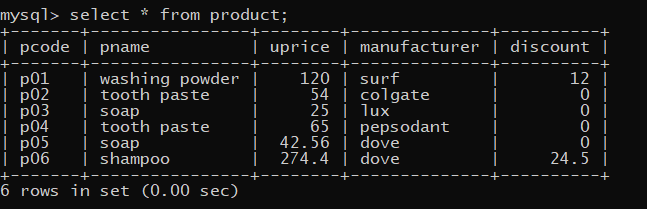 mysql> select * from product;
+-------+----------------+--------+--------------+----------+
| pcode | pname          | uprice | manufacturer | discount |
+-------+----------------+--------+--------------+----------+
| p01   | washing powder |    120 | surf         |       12 |
| p02   | tooth paste    |     54 | colgate      |        0 |
| p03   | soap           |     25 | lux          |        0 |
| p04   | tooth paste    |     65 | pepsodant    |        0 |
| p05   | soap           |  42.56 | dove         |        0 |
| p06   | shampoo        |  274.4 | dove         |     24.5 |
+-------+----------------+--------+--------------+----------+
6 rows in set (0.00 sec)